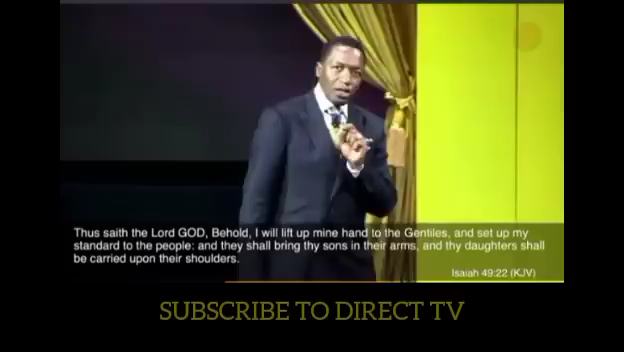 Thus saith the Lord GOD, Behold, I will lift up mine hand to the Gentiles, and set up my
standard to the people: and they shall bring thy sons in their arms, and thy daughters shall
be carried upon their shoulders.
Isaiah 49:22 (KJV)
SUBSCRIBE TO DIRECT TV